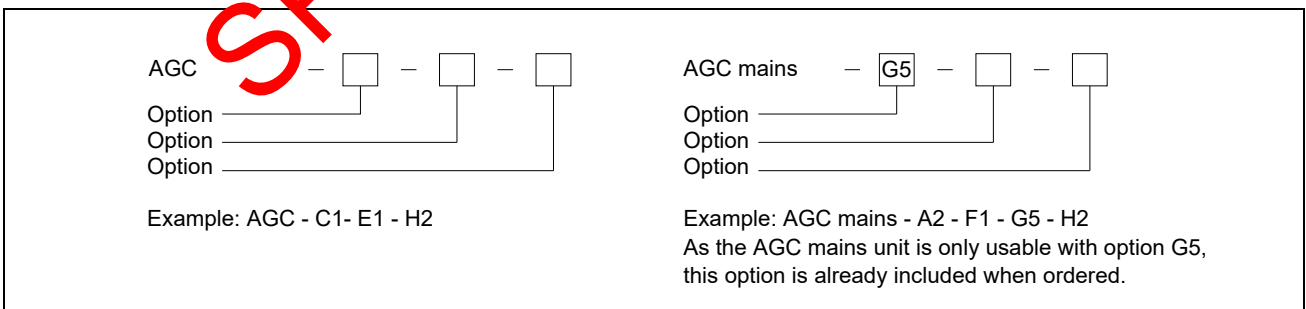 AGC – – –
Option
Option
Option
Example: AGC - C1- E1 - H2
AGC mains – G5 – –
Option
Option
Option
Example: AGC mains - A2 - F1 - G5 - H2
As the AGC mains unit is only usable with option G5,
this option is already included when ordered.